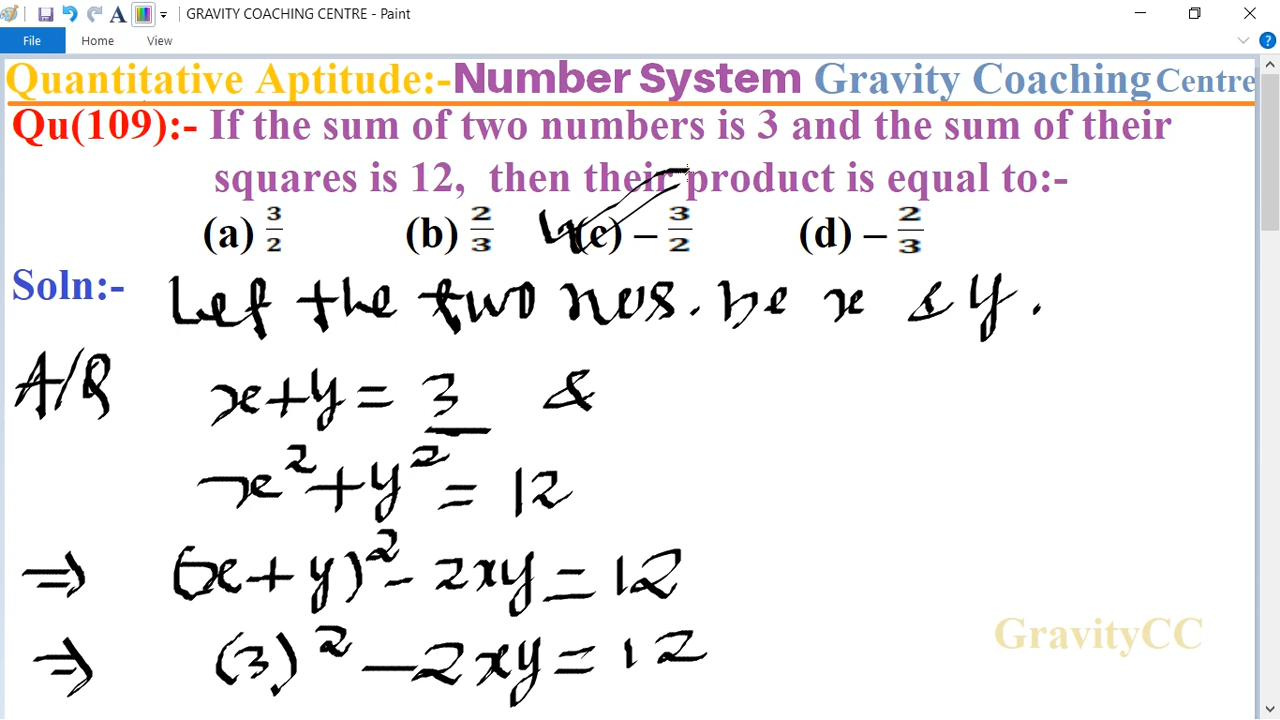 GRAVITY COACHING CENTRE - Paint
File Home View
Quantitative Aptitude:-Number System Gravity Coaching Centre
Qu(109):- If the sum of two numbers is 3 and the sum of their
squares is 12, then their product is equal to:-
(a) 3/2 (b) 2/3 (c) – 3/2 (d) – 2/3
Soln:- Let the two nos. be x & y.
A/Q x+y = 3 &
x²+y² = 12
⇒ (x+y)² - 2xy = 12
⇒ (3)² - 2xy = 12
GravityCC